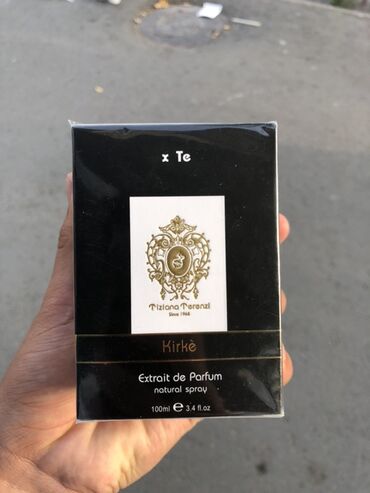 x Te
Tiziana Terenzi
Since 1968
Kirkè
Extrait de Parfum
natural spray
100ml e 3.4 fl.oz